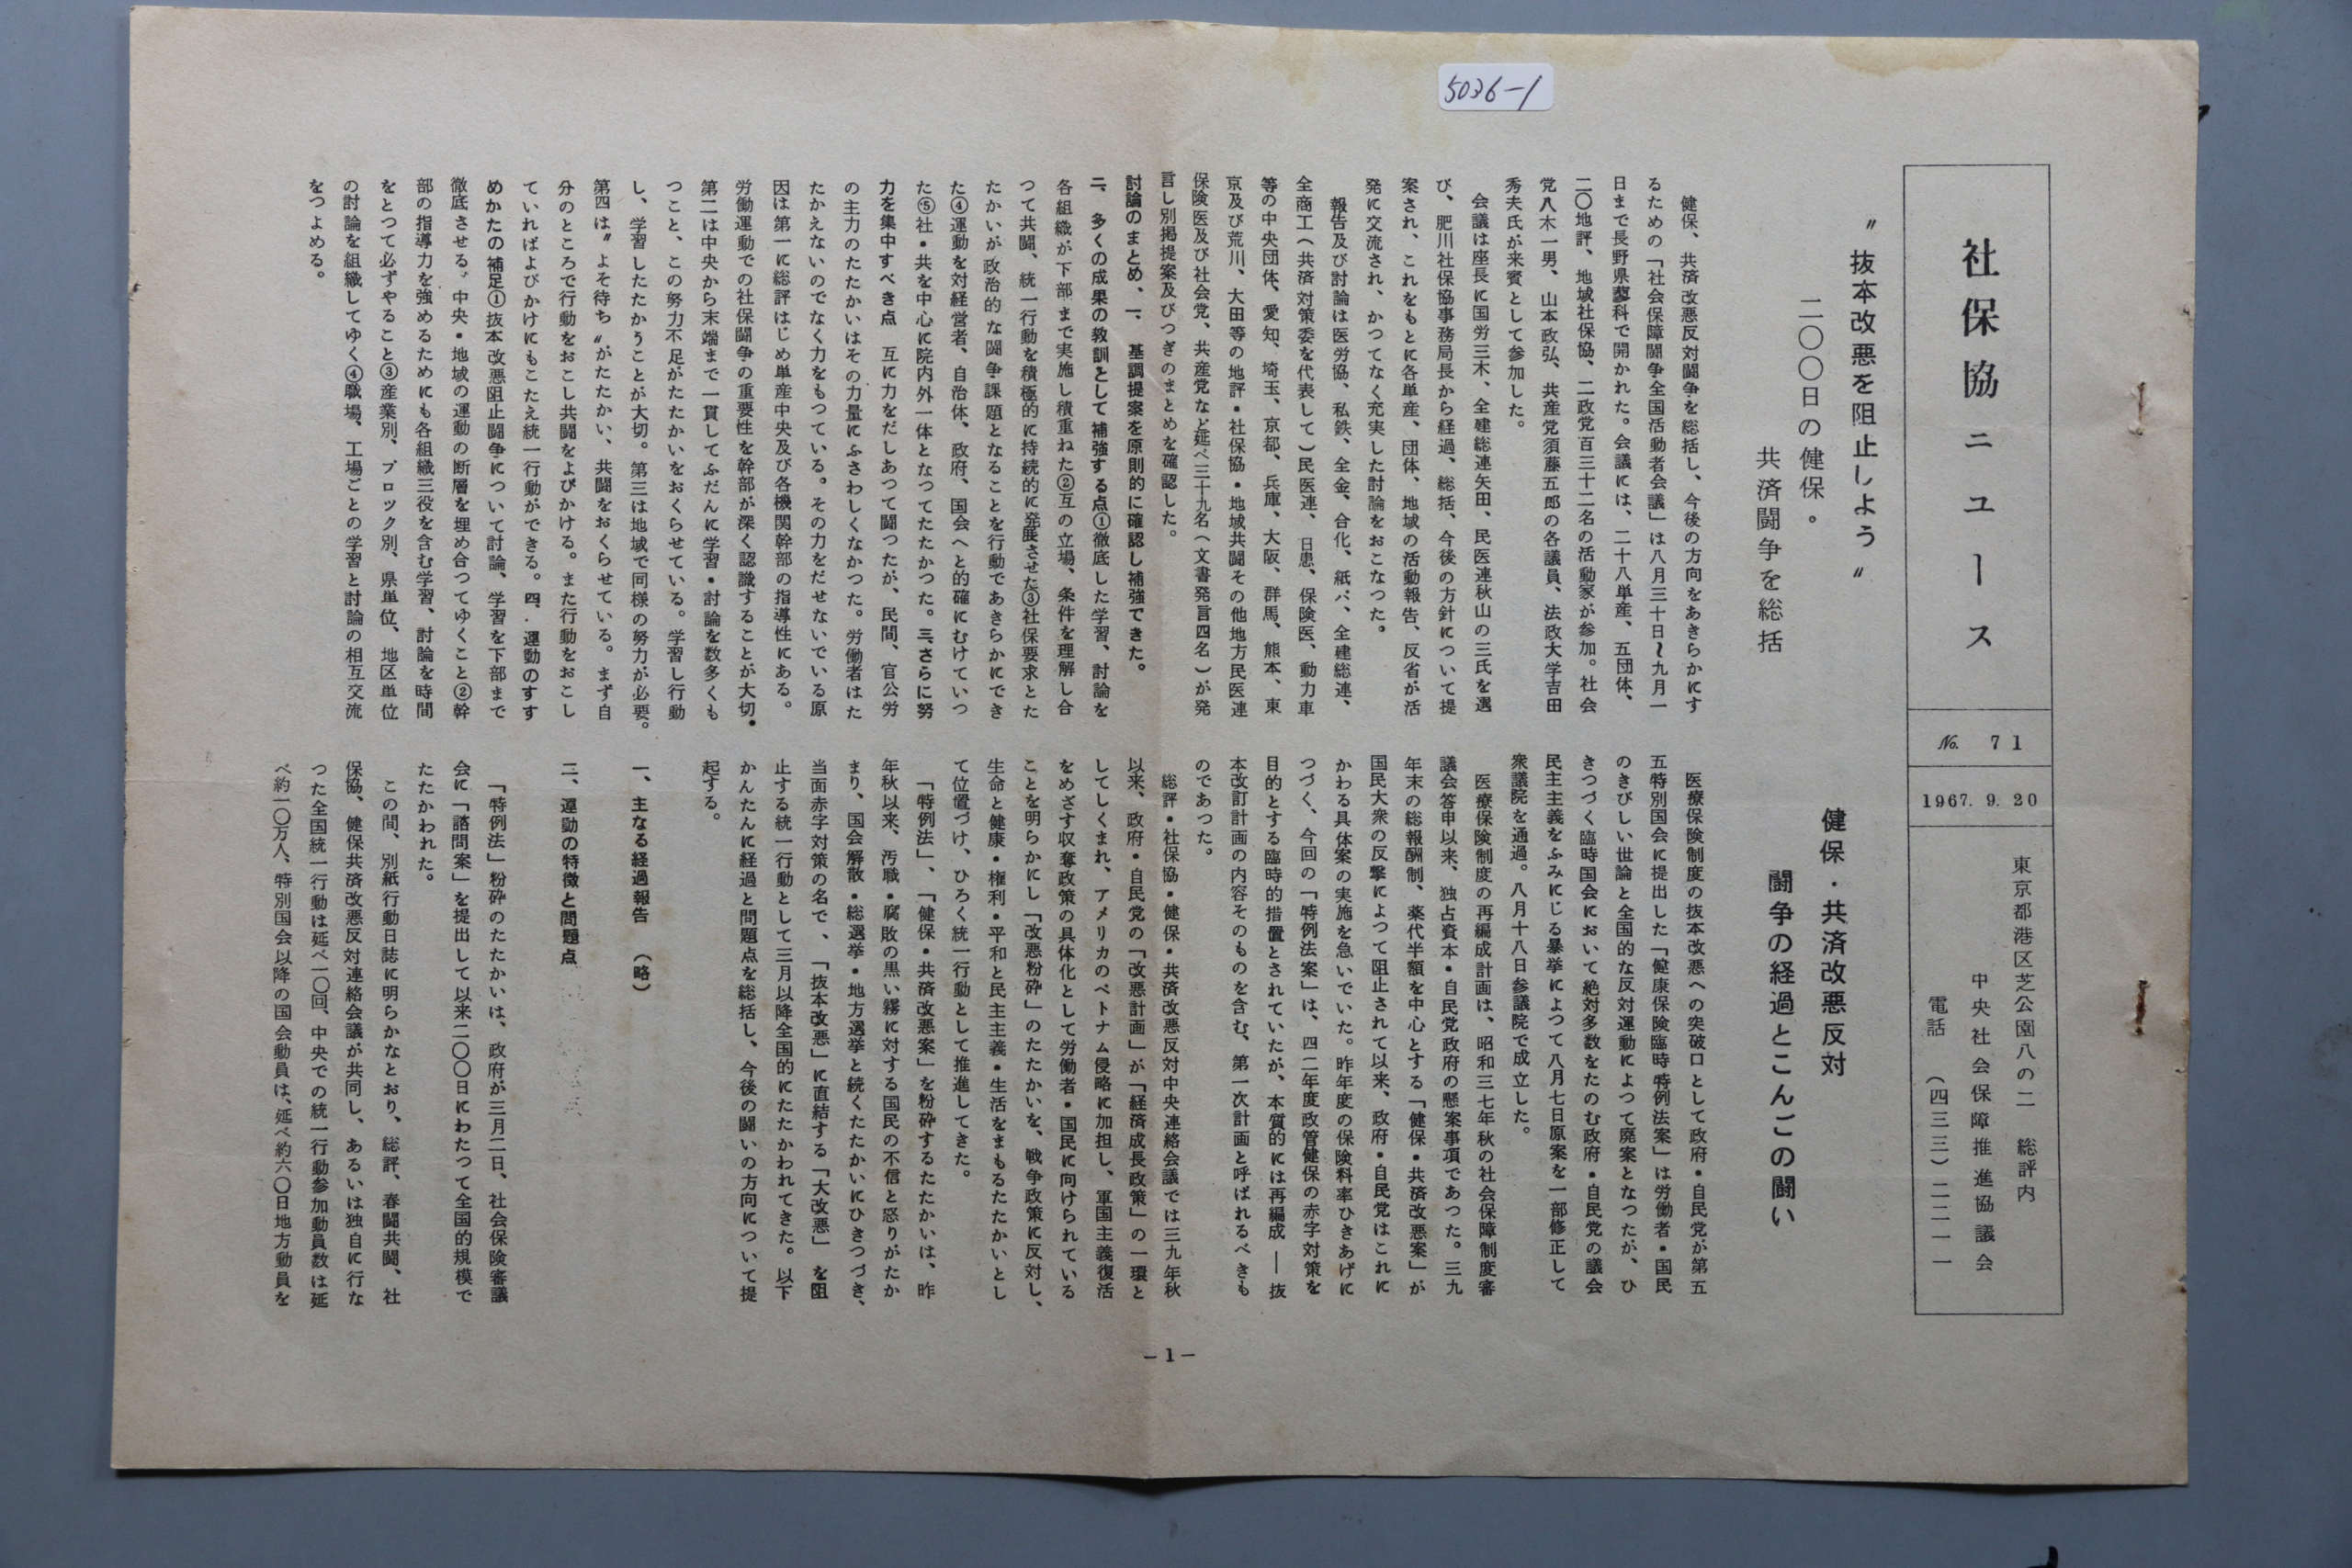 5036-1
社保協ニュース
No. 71
1967. 9. 20
東京都港区芝公園八の二 総評内
中央社会保障推進協議会
電話 (四三三)二二一一
〃抜本改悪を阻止しよう〃
二〇〇日の健保。
共済闘争を総括
健保、共済改悪反対闘争を総括し、今後の方向をあきらかにす
るための「社会保障闘争全国活動者会議」は八月三十日~九月一
日まで長野県蓼科で開かれた。会議には、二十八単産、五団体、
二〇地評、地域社保協、二政党百三十二名の活動家が参加。社会
党八木一男、山本政弘、共産党須藤五郎の各議員、法政大学吉田
秀夫氏が来賓として参加した。
会議は座長に国労三木、全建総連矢田、民医連秋山の三氏を選
び、肥川社保協事務局長から経過、総括、今後の方針について提
案され、これをもとに各単産、団体、地域の活動報告、反省が活
発に交流され、かつてなく充実した討論をおこなつた。
報告及び討論は医労協、私鉄、全金、合化、紙パ、全建総連、
全商工(共済対策委を代表して)民医連、日患、保険医、動力車
等の中央団体、愛知、埼玉、京都、兵庫、大阪、群馬、熊本、東
京及び荒川、大田等の地評・社保協・地域共闘その他地方民医連
保険医及び社会党、共産党など延べ三十九名(文書発言四名)が発
言し別掲提案及びつぎのまとめを確認した。
討論のまとめ、一、基調提案を原則的に確認し補強できた。
二、多くの成果の教訓として補強する点①徹底した学習、討論を
各組織が下部まで実施し積重ねた②互の立場、条件を理解し合
つて共闘、統一行動を積極的に持続的に発展させた③社保要求とた
たかいが政治的な闘争課題となることを行動であきらかにでき
た④運動を対経営者、自治体、政府、国会へと的確にむけていつ
た⑤社・共を中心に院内外一体となつてたたかつた。三、さらに努
力を集中すべき点 互に力をだしあつて闘つたが、民間、官公労
の主力のたたかいはその力量にふさわしくなかつた。労働者はた
たかえないのでなく力をもつている。その力をだせないでいる原
因は第一に総評はじめ単産中央及び各機関幹部の指導性にある。
労働運動での社保闘争の重要性を幹部が深く認識することが大切・
第二は中央から末端まで一貫してふだんに学習・討論を数多くも
つこと、この努力不足がたたかいをおくらせている。学習し行動
し、学習したたかうことが大切。第三は地域で同様の努力が必要。
第四は〃よそ待ち〃がたたかい、共闘をおくらせている。まず自
分のところで行動をおこし共闘をよびかける。また行動をおこし
ていればよびかけにもこたえ統一行動ができる。四．運動のすす
めかたの補足①抜本改悪阻止闘争について討論、学習を下部まで
徹底させる。中央・地域の運動の断層を埋め合つてゆくこと②幹
部の指導力を強めるためにも各組織三役を含む学習、討論を時間
をとつて必ずやること③産業別、ブロック別、県単位、地区単位
の討論を組織してゆく④職場、工場ごとの学習と討論の相互交流
をつよめる。
健保・共済改悪反対
闘争の経過とこんごの闘い
医療保険制度の抜本改悪への突破口として政府・自民党が第五
五特別国会に提出した「健康保険臨時特例法案」は労働者・国民
のきびしい世論と全国的な反対運動によつて廃案となつたが、ひ
きつづく臨時国会において絶対多数をたのむ政府・自民党の議会
民主主義をふみにじる暴挙によつて八月七日原案を一部修正して
衆議院を通過。八月十八日参議院で成立した。
医療保険制度の再編成計画は、昭和三七年秋の社会保障制度審
議会答申以来、独占資本・自民党政府の懸案事項であつた。三九
年末の総報酬制、薬代半額を中心とする「健保・共済改悪案」が
国民大衆の反撃によつて阻止されて以来、政府・自民党はこれに
かわる具体案の実施を急いでいた。昨年度の保険料率ひきあげに
つづく、今回の「特例法案」は、四二年度政管健保の赤字対策を
目的とする臨時的措置とされていたが、本質的には再編成──抜
本改訂計画の内容そのものを含む、第一次計画と呼ばれるべきも
のであつた。
総評・社保協・健保・共済改悪反対中央連絡会議では三九年秋
以来、政府・自民党の「改悪計画」が「経済成長政策」の一環と
してしくまれ、アメリカのベトナム侵略に加担し、軍国主義復活
をめざす収奪政策の具体化として労働者・国民に向けられている
ことを明らかにし「改悪粉砕」のたたかいを、戦争政策に反対し、
生命と健康・権利・平和と民主主義・生活をまもるたたかいとし
て位置づけ、ひろく統一行動として推進してきた。
「特例法」、「健保・共済改悪案」を粉砕するたたかいは、昨
年秋以来、汚職・腐敗の黒い霧に対する国民の不信と怒りがたか
まり、国会解散・総選挙・地方選挙と続くたたかいにひきつづき、
当面赤字対策の名で、「抜本改悪」に直結する「大改悪」を阻
止する統一行動として三月以降全国的にたたかわれてきた。以下
かんたんに経過と問題点を総括し、今後の闘いの方向について提
起する。
一、主なる経過報告 (略)
二、運動の特徴と問題点
「特例法」粉砕のたたかいは、政府が三月二日、社会保険審議
会に「諮問案」を提出して以来二〇〇日にわたつて全国的規模で
たたかわれた。
この間、別紙行動日誌に明らかなとおり、総評、春闘共闘、社
保協、健保共済改悪反対連絡会議が共同し、あるいは独自に行な
つた全国統一行動は延べ一〇回、中央での統一行動参加動員数は延
べ約一〇万人、特別国会以降の国会動員は、延べ約六〇日地方動員を
－1－